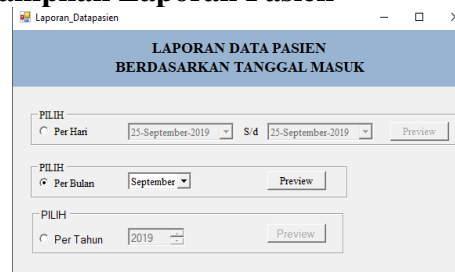 Tampilan Laporan Pasien
Laporan_Datapasien
LAPORAN DATA PASIEN
BERDASARKAN TANGGAL MASUK
PILIH
Per Hari 25-September-2019 S/d 25-September-2019 Preview
PILIH
Per Bulan September Preview
PILIH
Per Tahun 2019 Preview